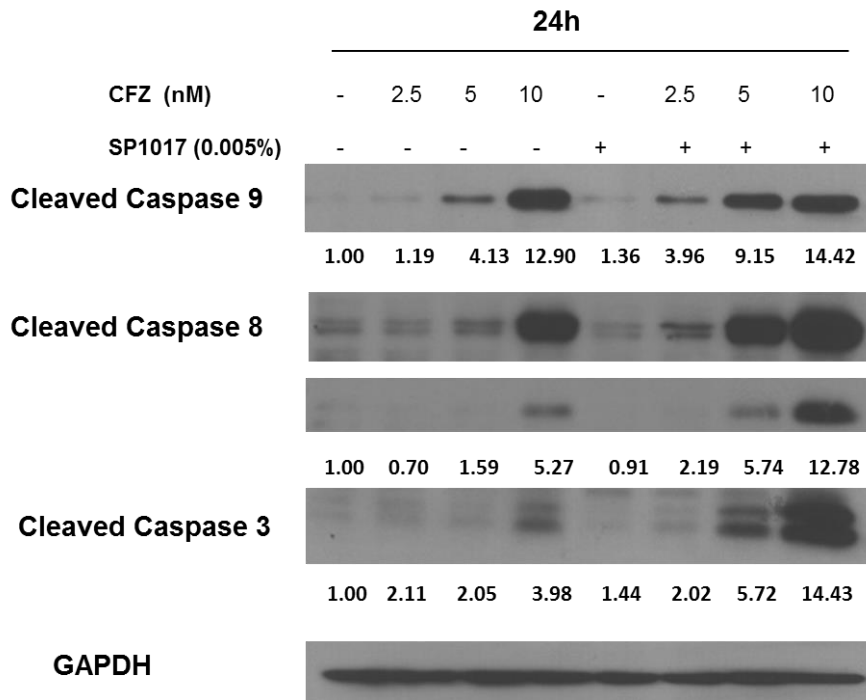 24h
CFZ (nM) - 2.5 5 10 - 2.5 5 10
SP1017 (0.005%) - - - - + + + +
Cleaved Caspase 9
1.00 1.19 4.13 12.90 1.36 3.96 9.15 14.42
Cleaved Caspase 8
1.00 0.70 1.59 5.27 0.91 2.19 5.74 12.78
Cleaved Caspase 3
1.00 2.11 2.05 3.98 1.44 2.02 5.72 14.43
GAPDH